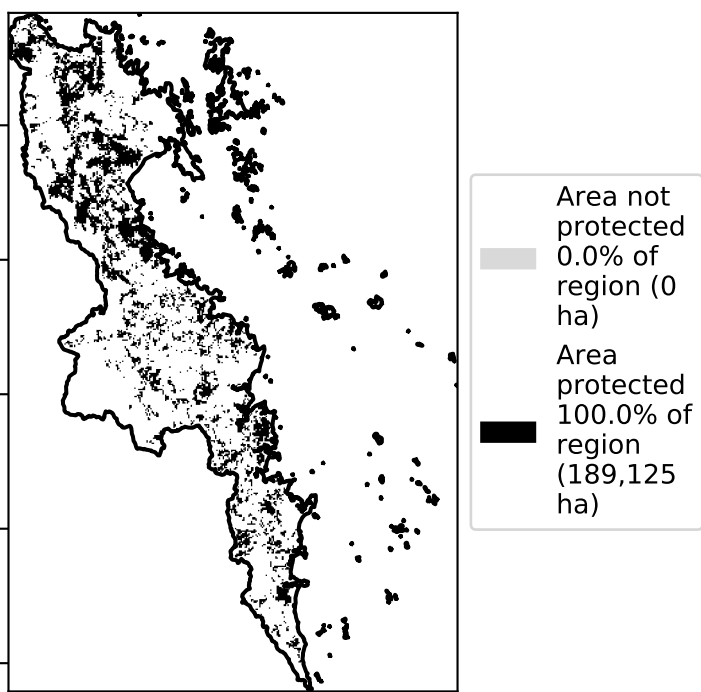 Area not
protected
0.0% of
region (0
ha)
Area
protected
100.0% of
region
(189,125
ha)